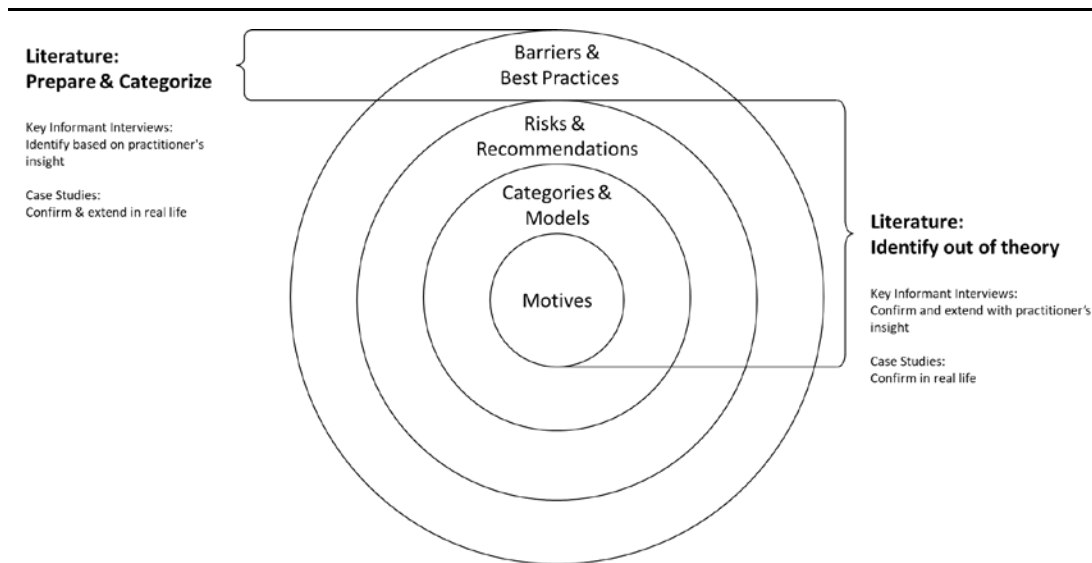 Literature:
Prepare & Categorize
Key Informant Interviews:
Identify based on practitioner's
insight
Case Studies:
Confirm & extend in real life
Barriers &
Best Practices
Risks &
Recommendations
Categories &
Models
Motives
Literature:
Identify out of theory
Key Informant Interviews:
Confirm and extend with practitioner's
insight
Case Studies:
Confirm in real life